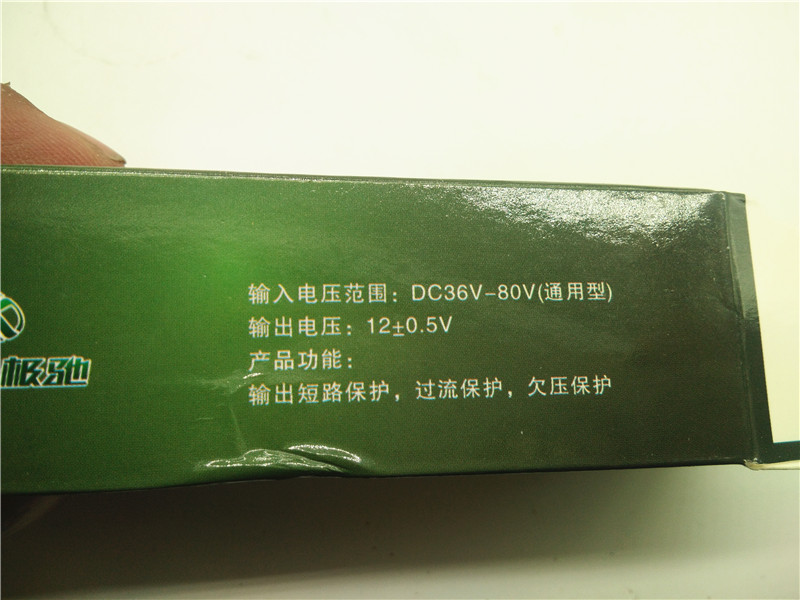 输入电压范围：DC36V-80V(通用型)
输出电压：12±0.5V
产品功能：
输出短路保护，过流保护，欠压保护
极驰